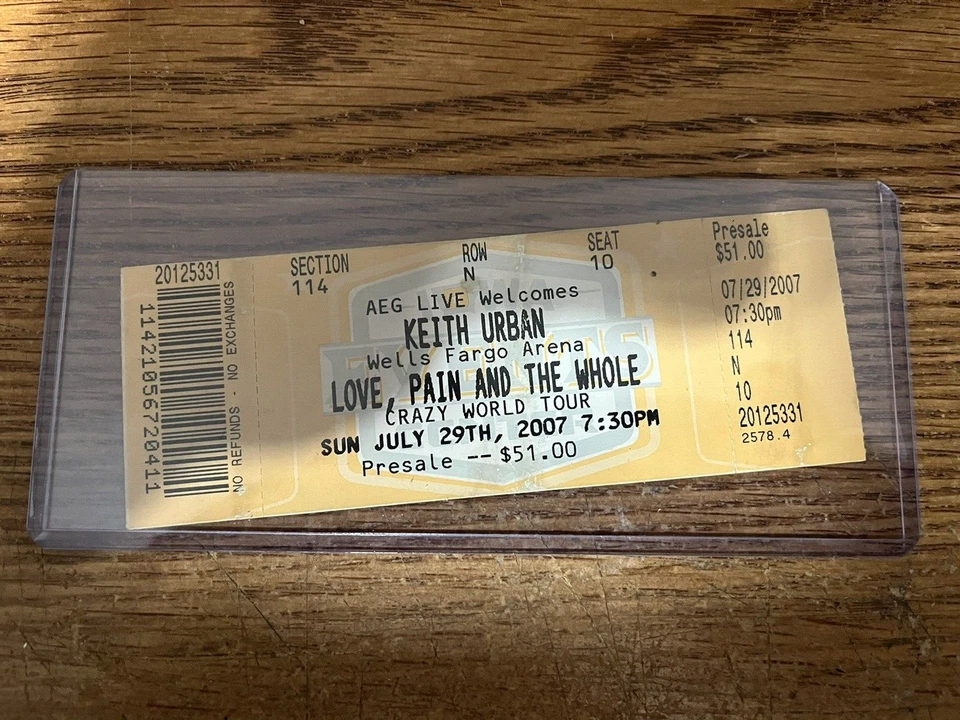 20125331
11421056720411
NO REFUNDS - NO EXCHANGES
SECTION
114
ROW
N
SEAT
10
AEG LIVE Welcomes
KEITH URBAN
Wells Fargo Arena
LOVE, PAIN AND THE WHOLE
CRAZY WORLD TOUR
SUN JULY 29TH, 2007 7:30PM
Presale -- $51.00
Presale
$51.00
07/29/2007
07:30pm
114
N
10
20125331
2578.4